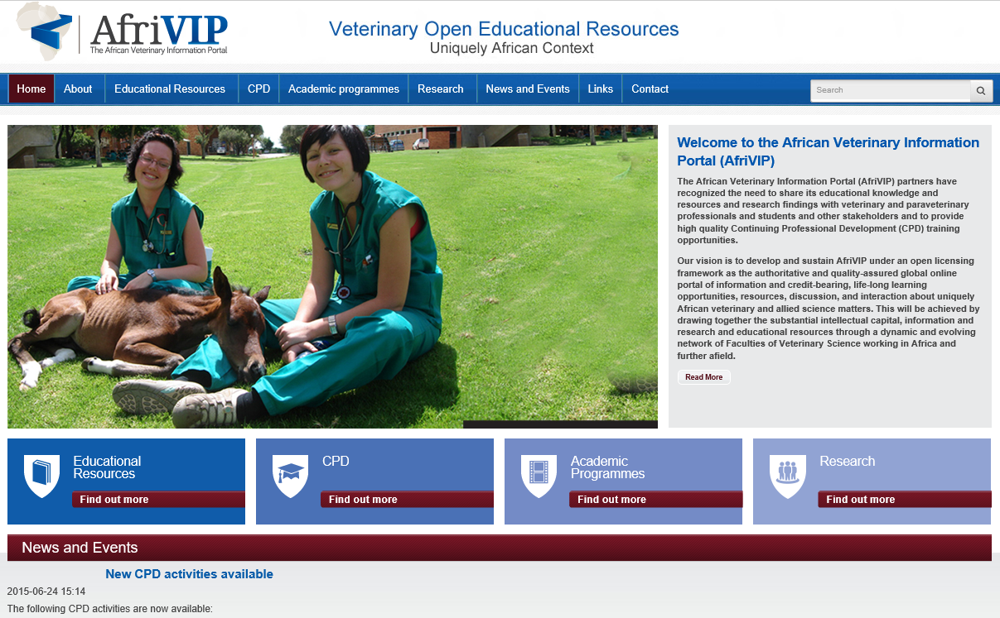 AfriVIP
The African Veterinary Information Portal
Veterinary Open Educational Resources
Uniquely African Context
Home
About
Educational Resources
CPD
Academic programmes
Research
News and Events
Links
Contact
Search
Welcome to the African Veterinary Information
Portal (AfriVIP)
The African Veterinary Information Portal (AfriVIP) partners have
recognized the need to share its educational knowledge and
resources and research findings with veterinary and paraveterinary
professionals and students and other stakeholders and to provide
high quality Continuing Professional Development (CPD) training
opportunities.
Our vision is to develop and sustain AfriVIP under an open licensing
framework as the authoritative and quality-assured global online
portal of information and credit-bearing, life-long learning
opportunities, resources, discussion, and interaction about uniquely
African veterinary and allied science matters. This will be achieved by
drawing together the substantial intellectual capital, information and
research and educational resources through a dynamic and evolving
network of Faculties of Veterinary Science working in Africa and
further afield.
Read More
Educational
Resources
Find out more
CPD
Find out more
Academic
Programmes
Find out more
Research
Find out more
News and Events
New CPD activities available
2015-06-24 15:14
The following CPD activities are now available: